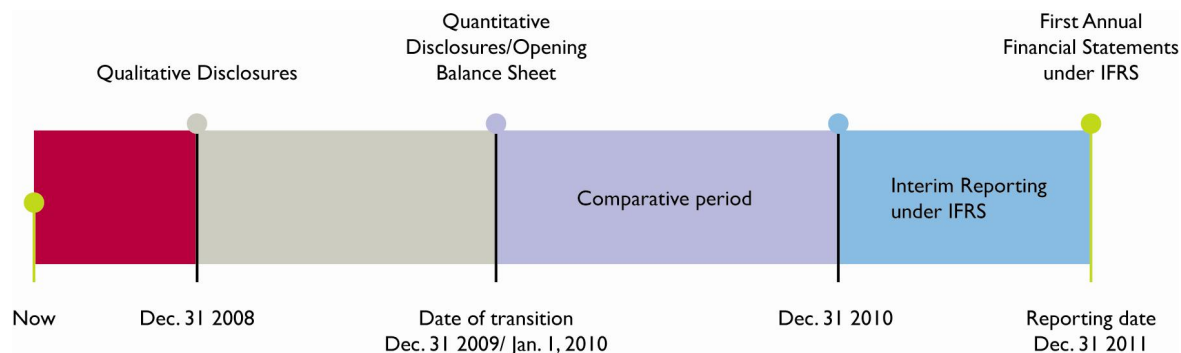 Qualitative Disclosures
Quantitative
Disclosures/Opening
Balance Sheet
First Annual
Financial Statements
under IFRS
Comparative period
Interim Reporting
under IFRS
Now
Dec. 31 2008
Date of transition
Dec. 31 2009/ Jan. 1, 2010
Dec. 31 2010
Reporting date
Dec. 31 2011